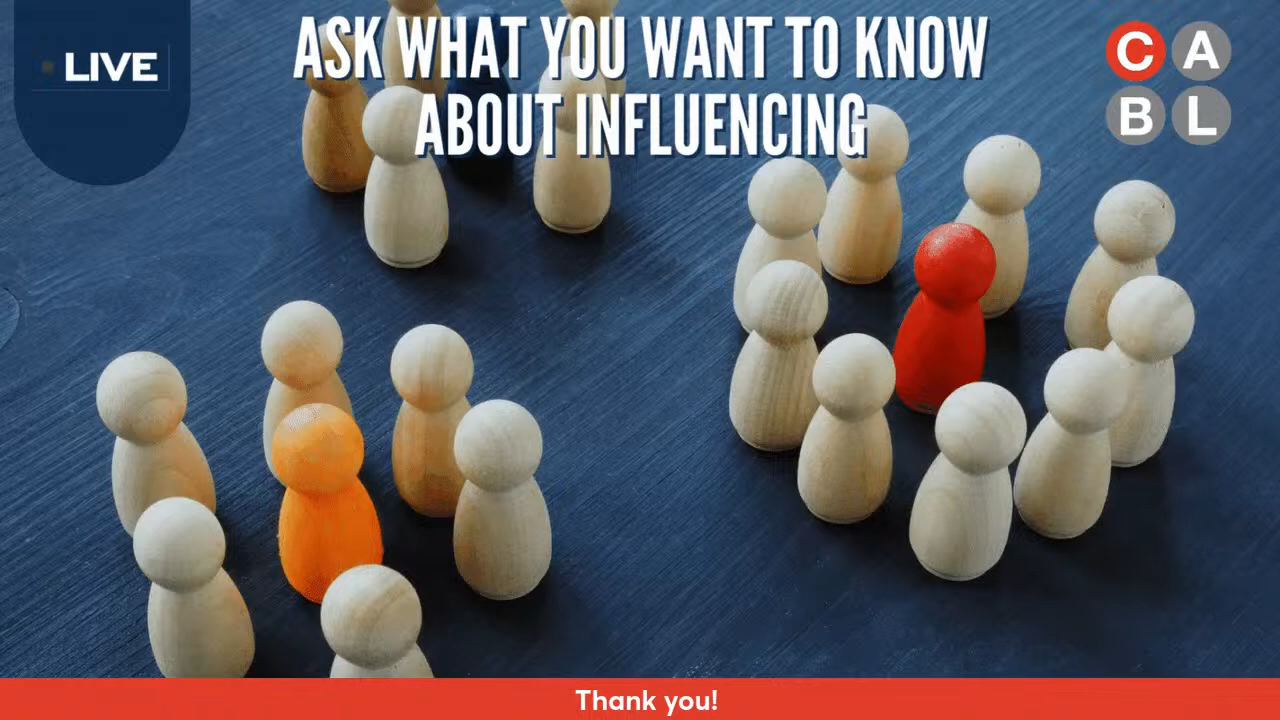 LIVE
ASK WHAT YOU WANT TO KNOW
ABOUT INFLUENCING
C A
B L
Thank you!